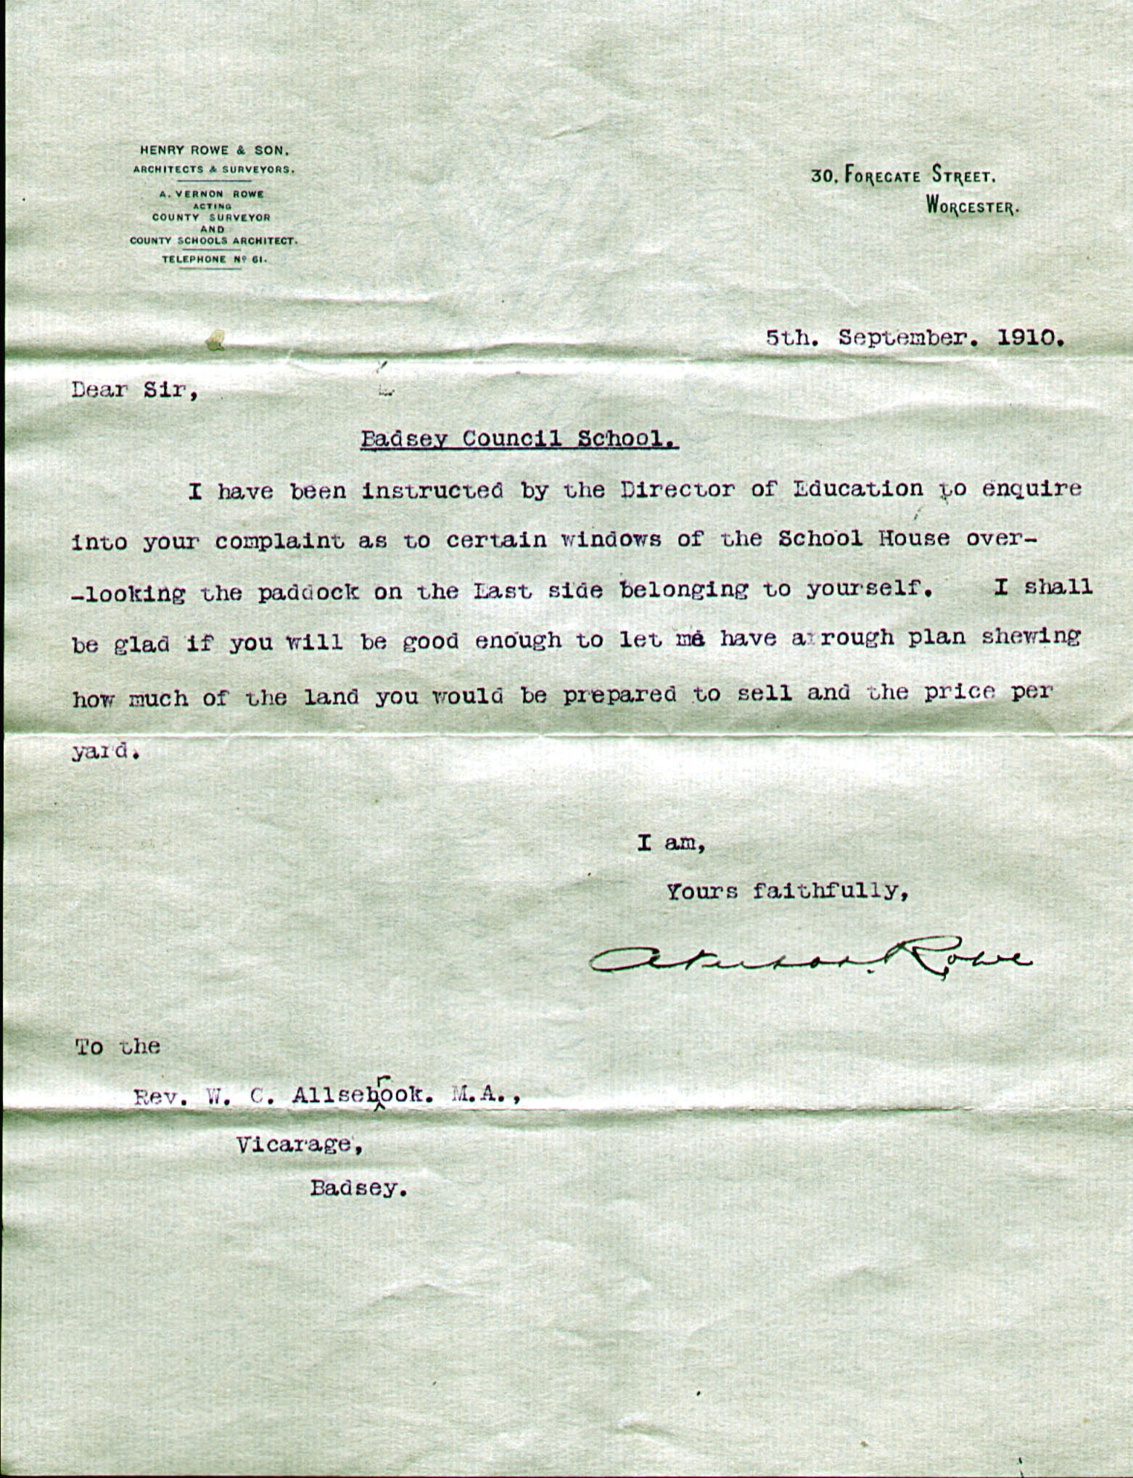 HENRY ROWE & SON.
ARCHITECTS & SURVEYORS.
A. VERNON ROWE
ACTING
COUNTY SURVEYOR
AND
COUNTY SCHOOLS ARCHITECT.
TELEPHONE Nº 61.
30, FOREGATE STREET.
WORCESTER.
5th. September. 1910.
Dear Sir,
Badsey Council School.
I have been instructed by the Director of Education to enquire
into your complaint as to certain windows of the School House over-
-looking the paddock on the East side belonging to yourself. I shall
be glad if you will be good enough to let me have a rough plan shewing
how much of the land you would be prepared to sell and the price per
yard.
I am,
Yours faithfully,
A Vernon Rowe
To the
Rev. W. C. Allsebrook. M.A.,
Vicarage,
Badsey.